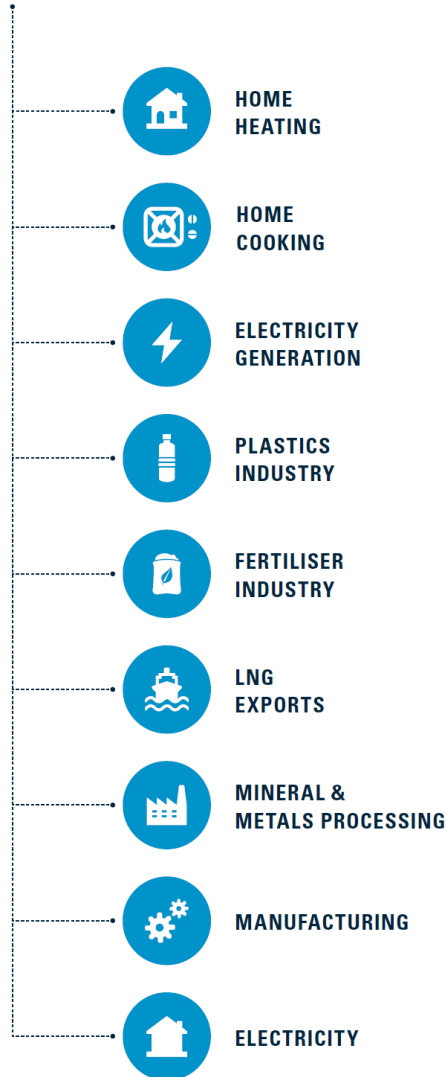 HOME
HEATING
HOME
COOKING
ELECTRICITY
GENERATION
PLASTICS
INDUSTRY
FERTILISER
INDUSTRY
LNG
EXPORTS
MINERAL &
METALS PROCESSING
MANUFACTURING
ELECTRICITY